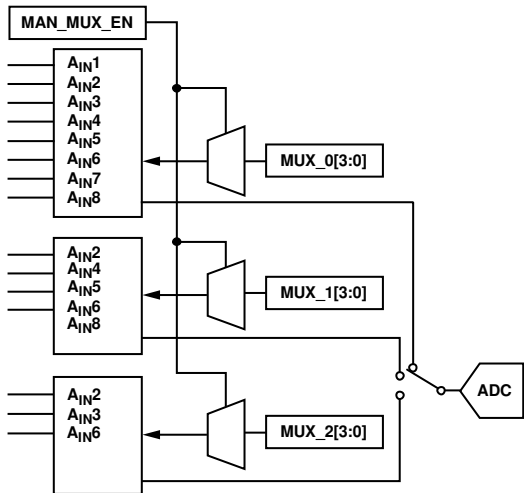 MAN_MUX_EN
AIN1
AIN2
AIN3
AIN4
AIN5
AIN6
AIN7
AIN8
MUX_0[3:0]
AIN2
AIN4
AIN5
AIN6
AIN8
MUX_1[3:0]
ADC
AIN2
AIN3
AIN6
MUX_2[3:0]